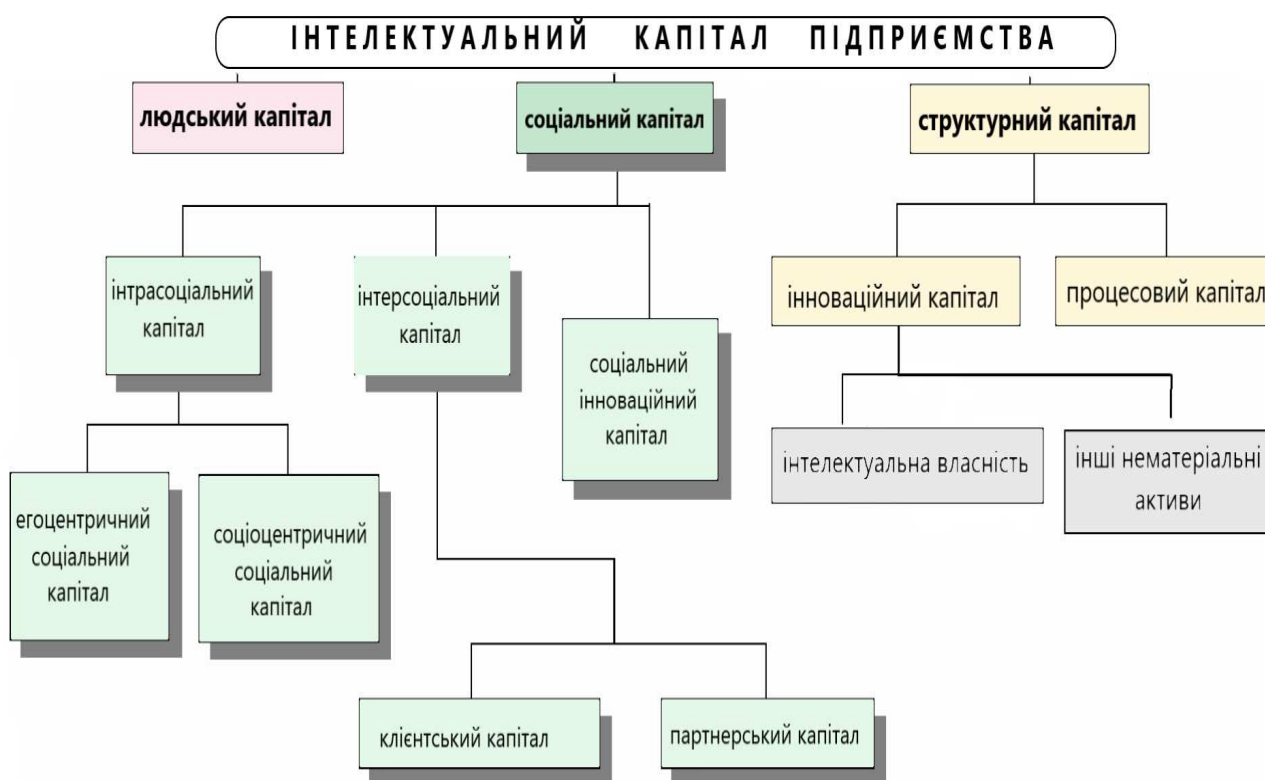 ІНТЕЛЕКТУАЛЬНИЙ КАПІТАЛ ПІДПРИЄМСТВА
людський капітал
соціальний капітал
структурний капітал
інтрасоціальний
капітал
інтерсоціальний
капітал
соціальний
інноваційний
капітал
інноваційний капітал
процесовий капітал
егоцентричний
соціальний
капітал
соціоцентричний
соціальний
капітал
інтелектуальна власність
інші нематеріальні
активи
клієнтський капітал
партнерський капітал